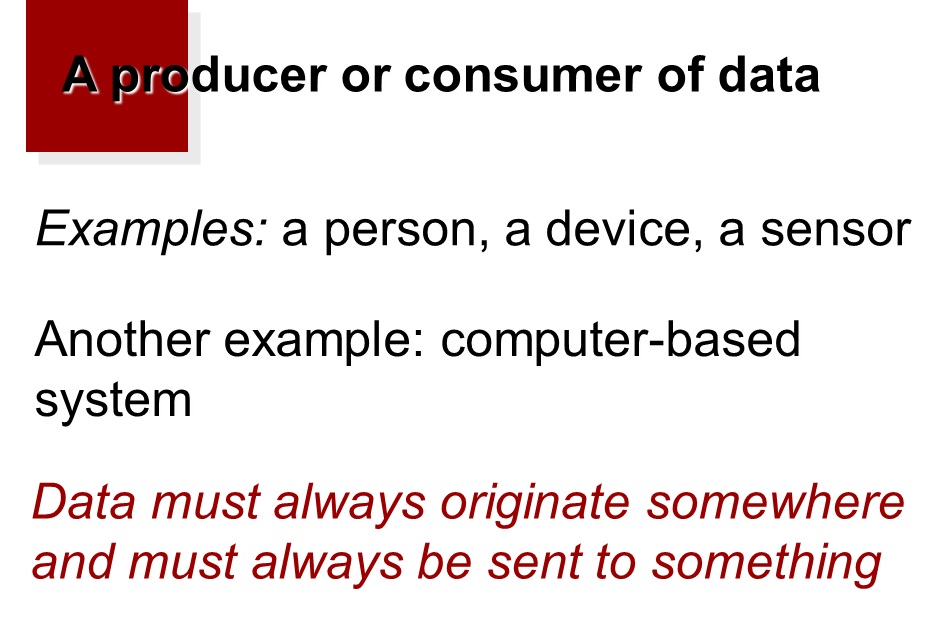 A producer or consumer of data
Examples: a person, a device, a sensor
Another example: computer-based
system
Data must always originate somewhere
and must always be sent to something